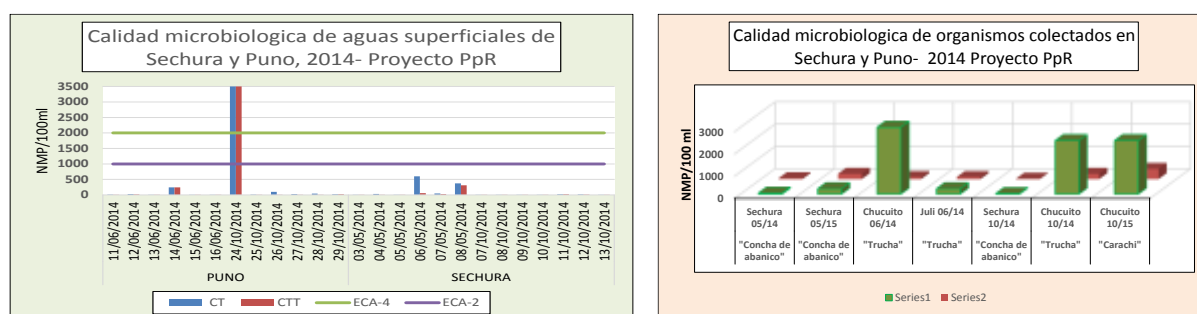 Calidad microbiologica de aguas superficiales de
Sechura y Puno, 2014- Proyecto PpR
NMP/100ml
3500
3000
2500
2000
1500
1000
500
0
11/06/2014
12/06/2014
13/06/2014
14/06/2014
15/06/2014
16/06/2014
24/10/2014
25/10/2014
26/10/2014
27/10/2014
28/10/2014
29/10/2014
03/05/2014
04/05/2014
05/05/2014
06/05/2014
07/05/2014
08/05/2014
07/10/2014
08/10/2014
09/10/2014
10/10/2014
11/10/2014
12/10/2014
13/10/2014
PUNO SECHURA
CT CTT ECA-4 ECA-2
Calidad microbiologica de organismos colectados en
Sechura y Puno- 2014 Proyecto PpR
NMP/100 ml
3000
2000
1000
0
Sechura Sechura Chucuito Juli 06/14 Sechura Chucuito Chucuito
05/14 05/15 06/14 10/14 10/14 10/15
"Concha de "Concha de "Trucha" "Trucha" "Concha de "Trucha" "Carachi"
abanico" abanico" abanico"
Series1 Series2